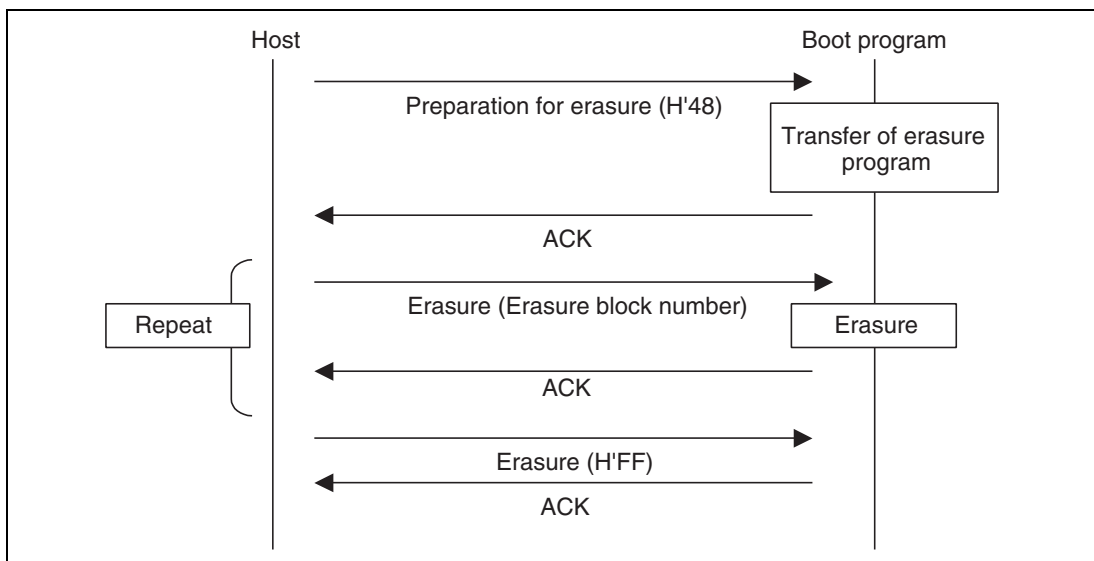 Host
Boot program
Preparation for erasure (H'48)
Transfer of erasure
program
ACK
Erasure (Erasure block number)
Repeat
Erasure
ACK
Erasure (H'FF)
ACK